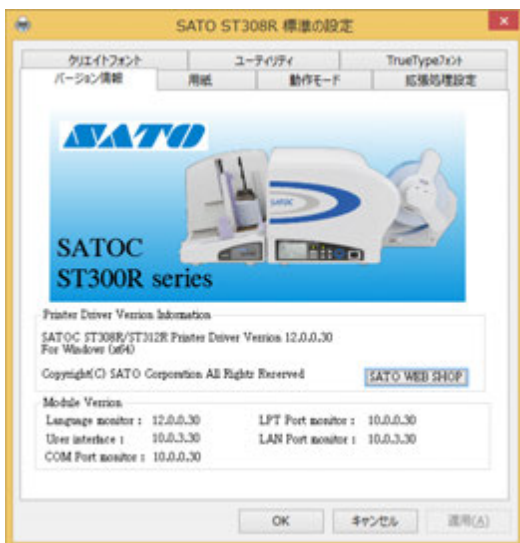 SATO ST308R 標準の設定
クリエイトフォント ユーティリティ TrueTypeフォント
バージョン情報 用紙 動作モード 拡張処理設定
SATO
SATOC
SATOC
ST300R series
Printer Driver Version Information
SATOC ST308R/ST312R Printer Driver Version 12.0.0.30
For Windows (x64)
Copyright(C) SATO Corporation All Rights Reserved
SATO WEB SHOP
Module Version
Language monitor : 12.0.0.30 LPT Port monitor : 10.0.0.30
User interface : 10.0.3.30 LAN Port monitor : 10.0.3.30
COM Port monitor : 10.0.0.30
OK キャンセル 適用(A)